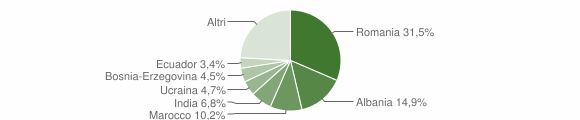 Altri
Romania 31,5%
Ecuador 3,4%
Bosnia-Erzegovina 4,5%
Ucraina 4,7%
India 6,8%
Albania 14,9%
Marocco 10,2%